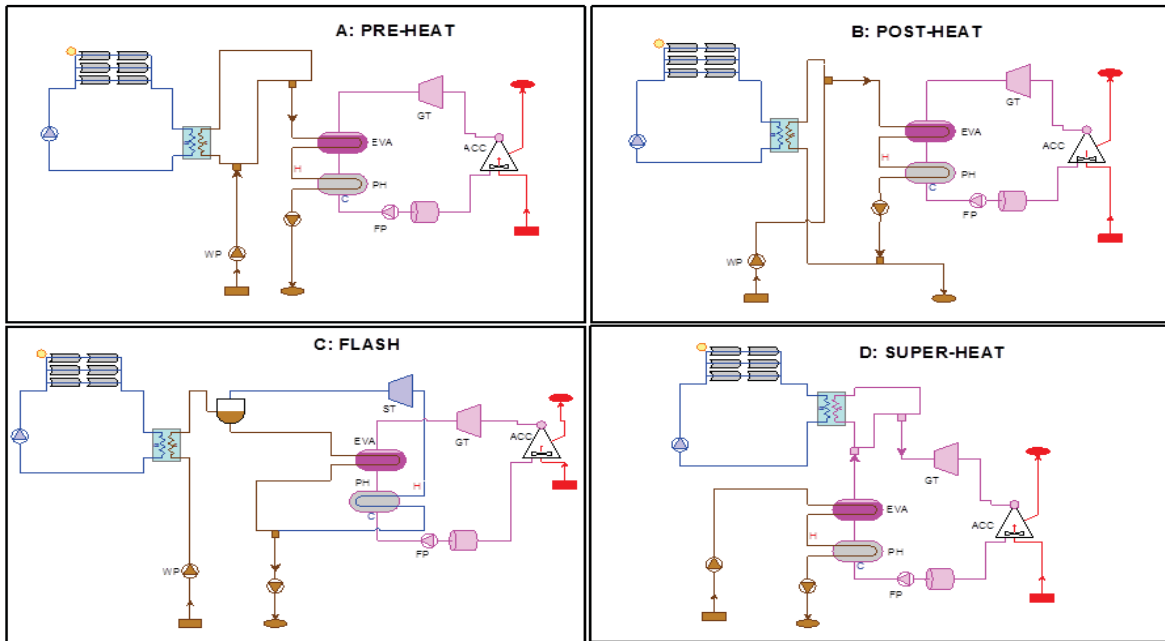 A: PRE-HEAT
GT
EVA
ACC
H
PH
C
FP
WP
B: POST-HEAT
GT
EVA
ACC
H
PH
C
FP
WP
C: FLASH
ST
EVA
GT
ACC
PH
H
C
FP
WP
D: SUPER-HEAT
GT
EVA
ACC
H
PH
C
FP